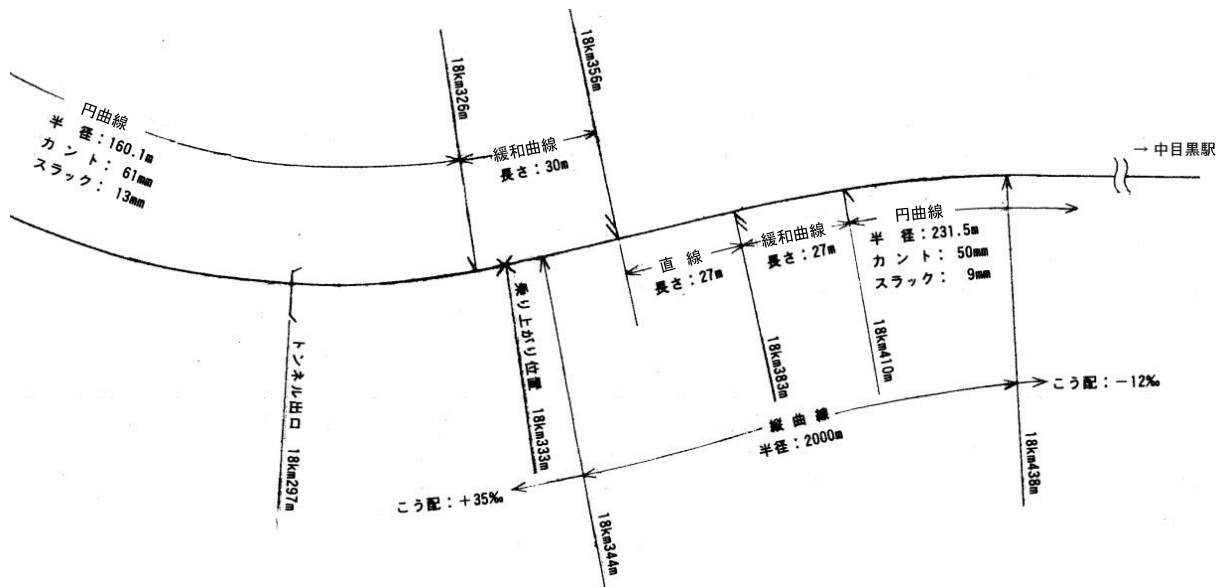 円曲線
半 径：160.1m
カ ン ト： 61mm
スラック： 13mm
18km326m
18km356m
緩和曲線
長さ：30m
→ 中目黒駅
直 線
長さ：27m
緩和曲線
長さ：27m
円曲線
半 径：231.5m
カ ン ト： 50mm
スラック： 9mm
トンネル出口 18km297m
乗り上がり位置 18km333m
18km383m
18km410m
縦 曲 線
半径：2000m
こう配：－12‰
こう配：＋35‰
18km344m
18km438m